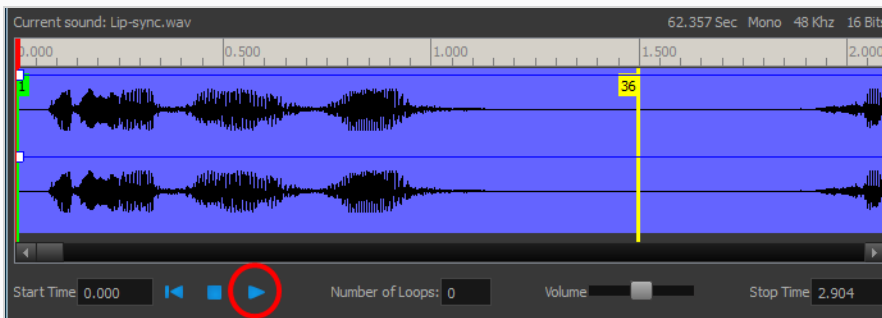 Current sound: Lip-sync.wav 62.357 Sec Mono 48 Khz 16 Bits
0.000 0.500 1.000 1.500 2.000
1 36
Start Time 0.000 Number of Loops: 0 Volume Stop Time 2.904